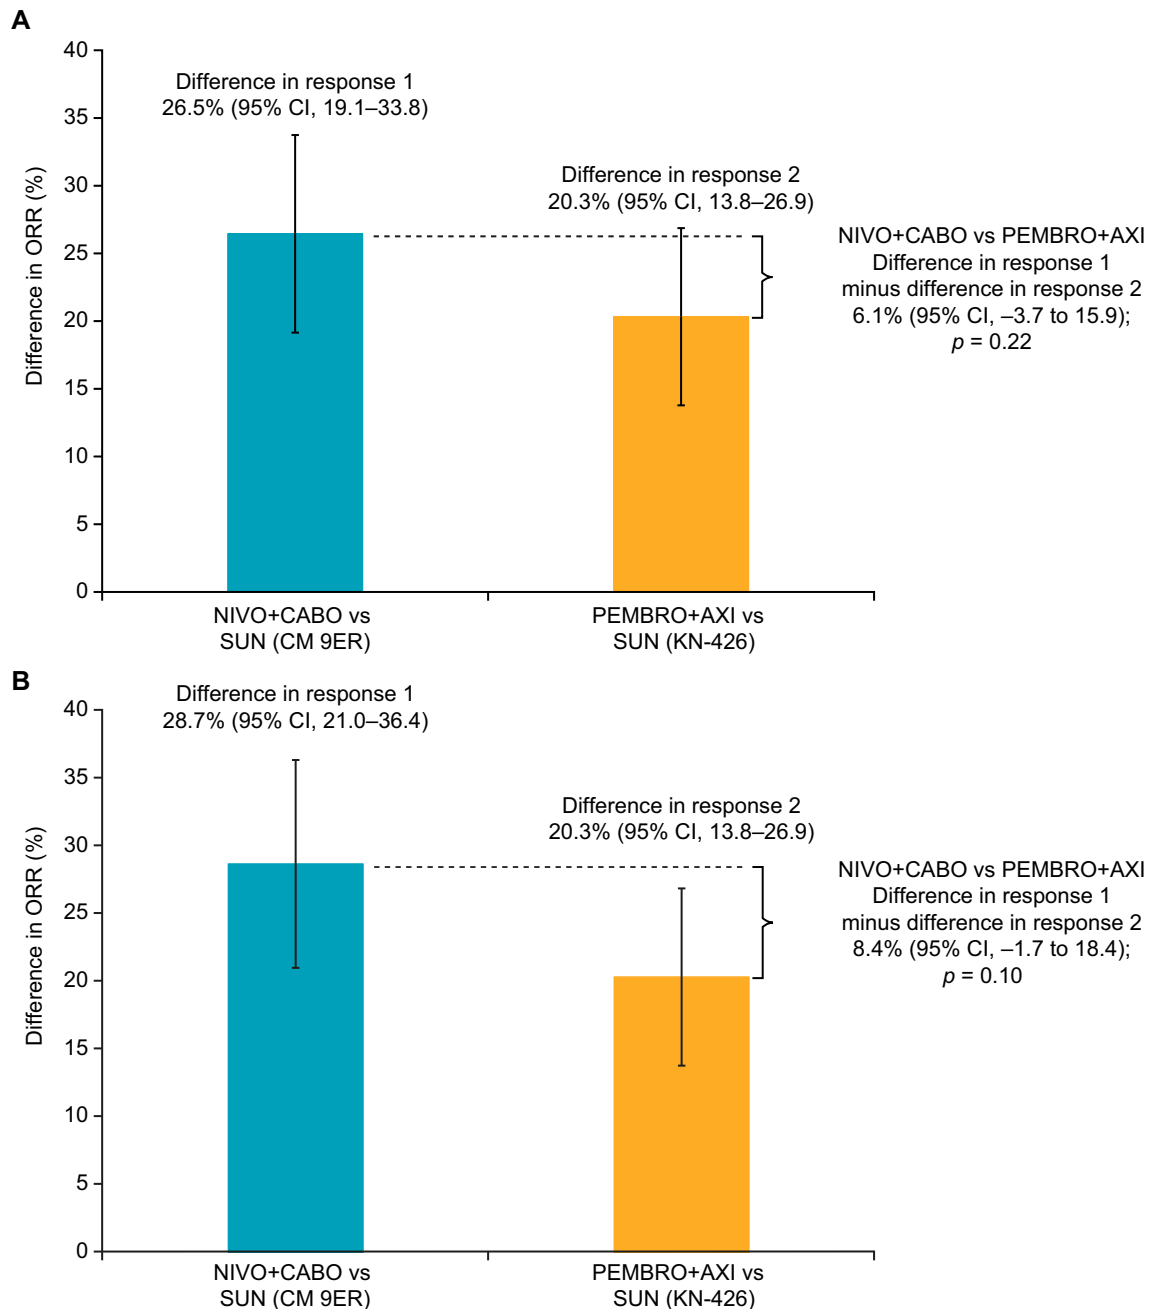 A
Difference in ORR (%)
40
35
30
25
20
15
10
5
0
Difference in response 1
26.5% (95% CI, 19.1–33.8)
Difference in response 2
20.3% (95% CI, 13.8–26.9)
NIVO+CABO vs PEMBRO+AXI
Difference in response 1
minus difference in response 2
6.1% (95% CI, –3.7 to 15.9);
p = 0.22
NIVO+CABO vs
SUN (CM 9ER)
PEMBRO+AXI vs
SUN (KN-426)
B
Difference in ORR (%)
40
35
30
25
20
15
10
5
0
Difference in response 1
28.7% (95% CI, 21.0–36.4)
Difference in response 2
20.3% (95% CI, 13.8–26.9)
NIVO+CABO vs PEMBRO+AXI
Difference in response 1
minus difference in response 2
8.4% (95% CI, –1.7 to 18.4);
p = 0.10
NIVO+CABO vs
SUN (CM 9ER)
PEMBRO+AXI vs
SUN (KN-426)